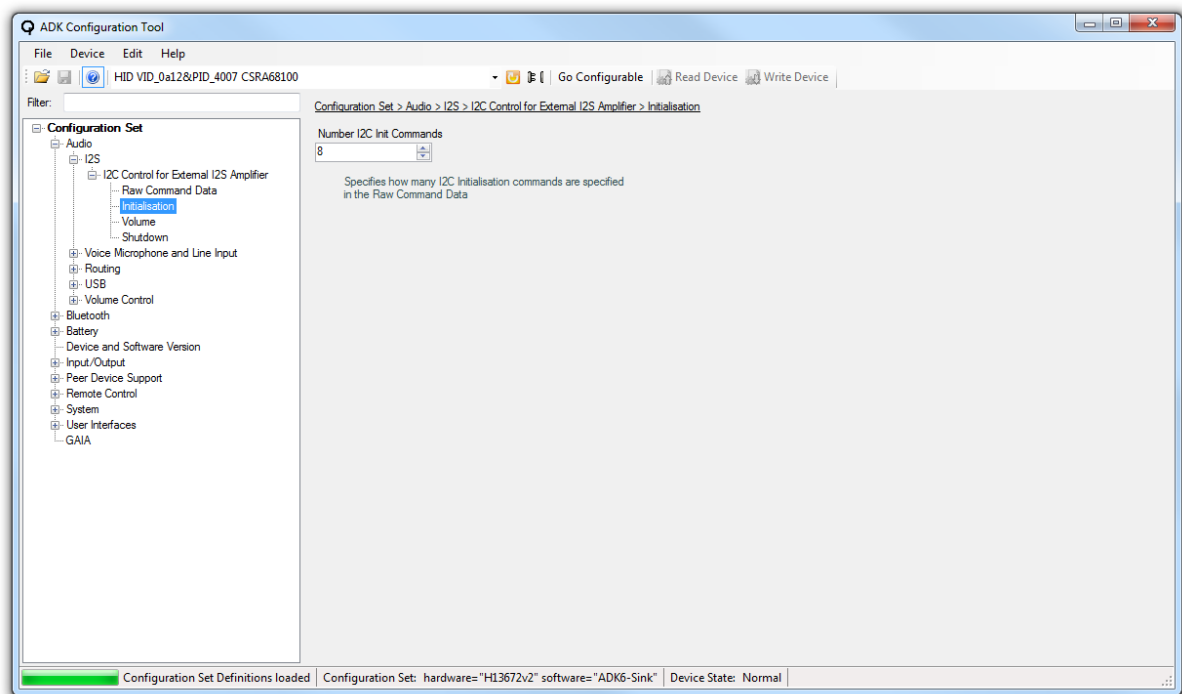 ADK Configuration Tool
File Device Edit Help
HID VID_0a12&PID_4007 CSRA68100 Go Configurable Read Device Write Device
Filter:
Configuration Set > Audio > I2S > I2C Control for External I2S Amplifier > Initialisation
Configuration Set
Audio
I2S
I2C Control for External I2S Amplifier
Raw Command Data
Initialisation
Volume
Shutdown
Voice Microphone and Line Input
Routing
USB
Volume Control
Bluetooth
Battery
Device and Software Version
Input/Output
Peer Device Support
Remote Control
System
User Interfaces
GAIA
Number I2C Init Commands
8
Specifies how many I2C Initialisation commands are specified
in the Raw Command Data
Configuration Set Definitions loaded Configuration Set: hardware="H13672v2" software="ADK6-Sink" Device State: Normal